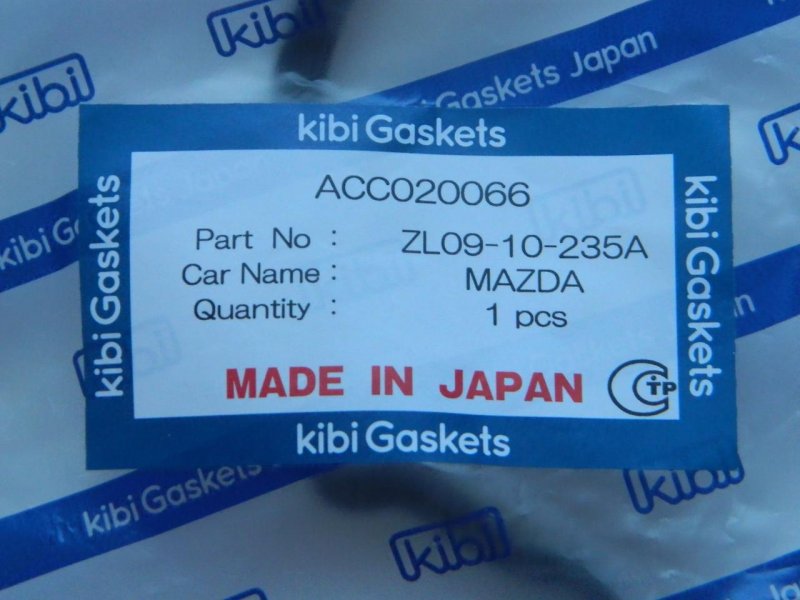 kibi
kibi
Gaskets Japan
kibi Gaskets
ACC020066
Part No : ZL09-10-235A
Car Name : MAZDA
Quantity : 1 pcs
MADE IN JAPAN
TP
kibi Gaskets
kibi Gaskets
kibi Gaskets
kibi Gaskets
kibi
kibi